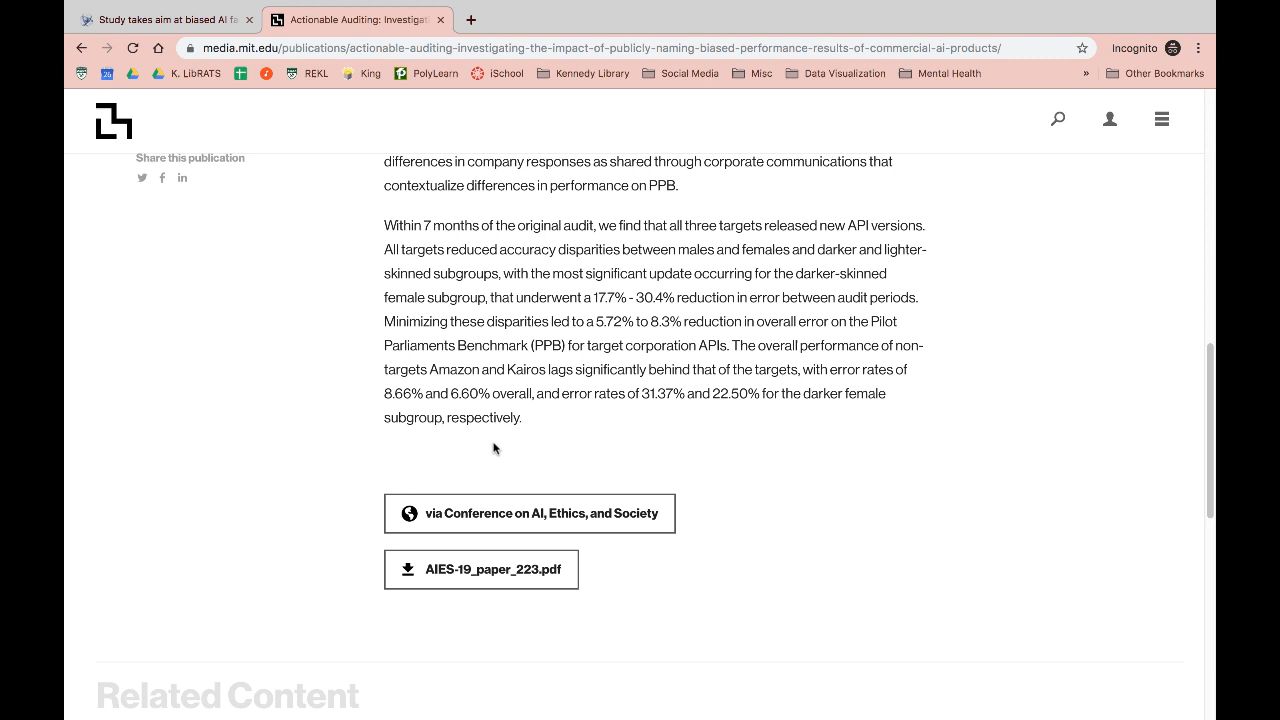 Study takes aim at biased AI fa
Actionable Auditing: Investigat
media.mit.edu/publications/actionable-auditing-investigating-the-impact-of-publicly-naming-biased-performance-results-of-commercial-ai-products/
Incognito
26
K. LibRATS
REKL
King
PolyLearn
iSchool
Kennedy Library
Social Media
Misc
Data Visualization
Mental Health
»
Other Bookmarks
Share this publication
differences in company responses as shared through corporate communications that
contextualize differences in performance on PPB.
Within 7 months of the original audit, we find that all three targets released new API versions.
All targets reduced accuracy disparities between males and females and darker and lighter-
skinned subgroups, with the most significant update occurring for the darker-skinned
female subgroup, that underwent a 17.7% - 30.4% reduction in error between audit periods.
Minimizing these disparities led to a 5.72% to 8.3% reduction in overall error on the Pilot
Parliaments Benchmark (PPB) for target corporation APIs. The overall performance of non-
targets Amazon and Kairos lags significantly behind that of the targets, with error rates of
8.66% and 6.60% overall, and error rates of 31.37% and 22.50% for the darker female
subgroup, respectively.
via Conference on AI, Ethics, and Society
AIES-19_paper_223.pdf
Related Content